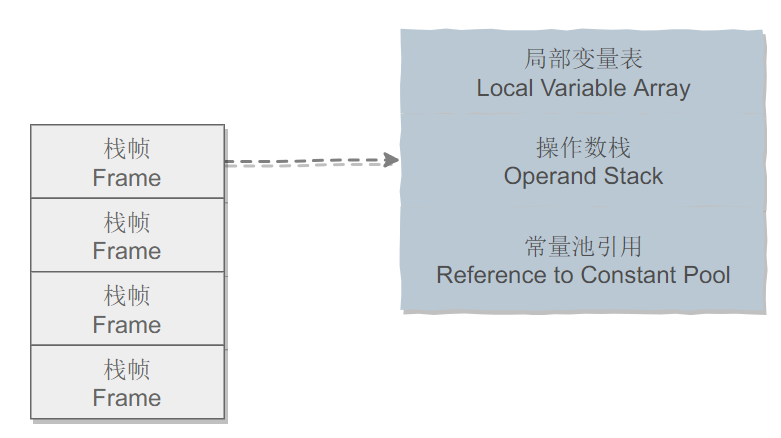 栈帧
Frame
栈帧
Frame
栈帧
Frame
栈帧
Frame
局部变量表
Local Variable Array
操作数栈
Operand Stack
常量池引用
Reference to Constant Pool